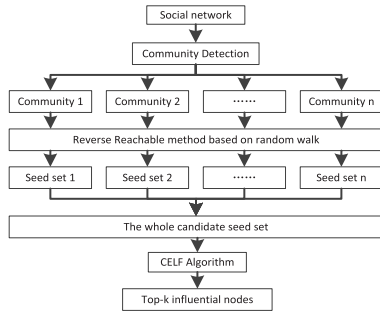 Social network
Community Detection
Community 1 Community 2 ...... Community n
Reverse Reachable method based on random walk
Seed set 1 Seed set 2 ...... Seed set n
The whole candidate seed set
CELF Algorithm
Top-k influential nodes